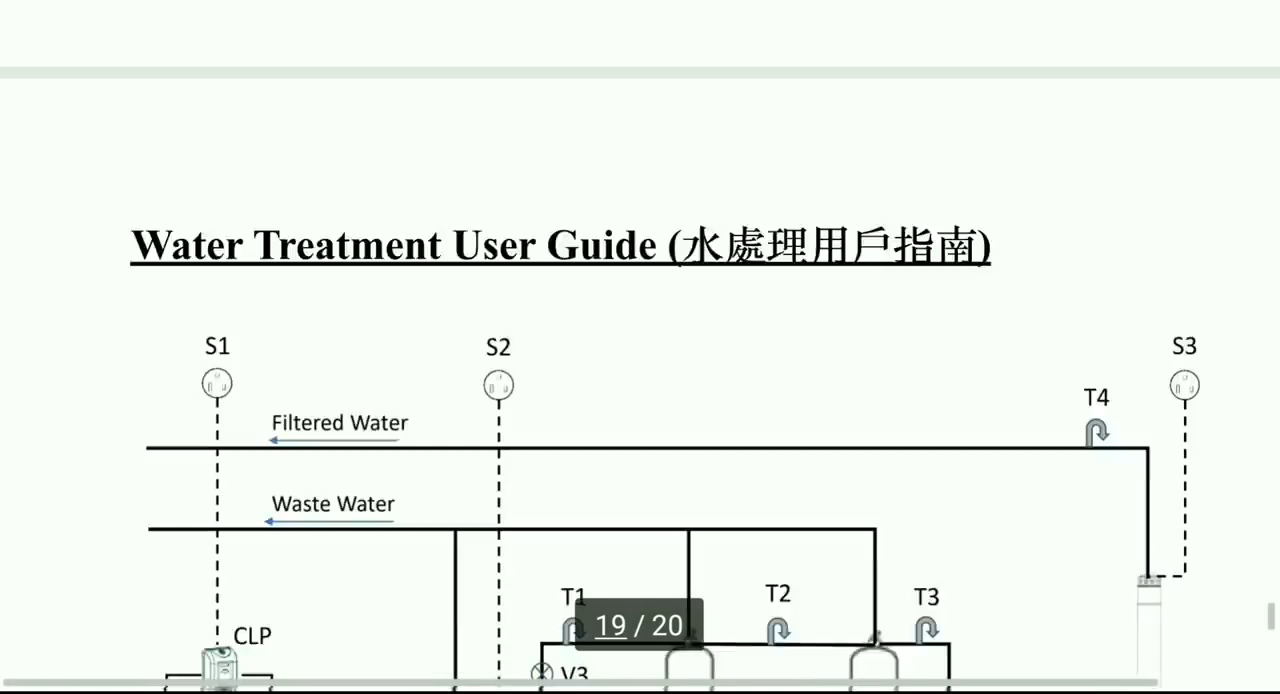 Water Treatment User Guide (水處理用戶指南)
S1
S2
S3
T4
Filtered Water
Waste Water
T1
T2
T3
19 / 20
CLP
V3